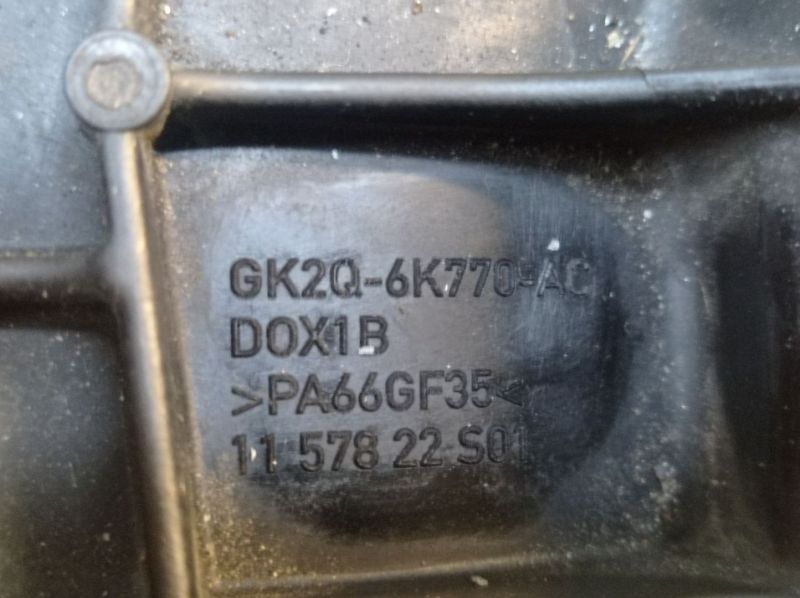 GK2Q-6K770-AC
DOX1B
>PA66GF35<
11 578 22 S01